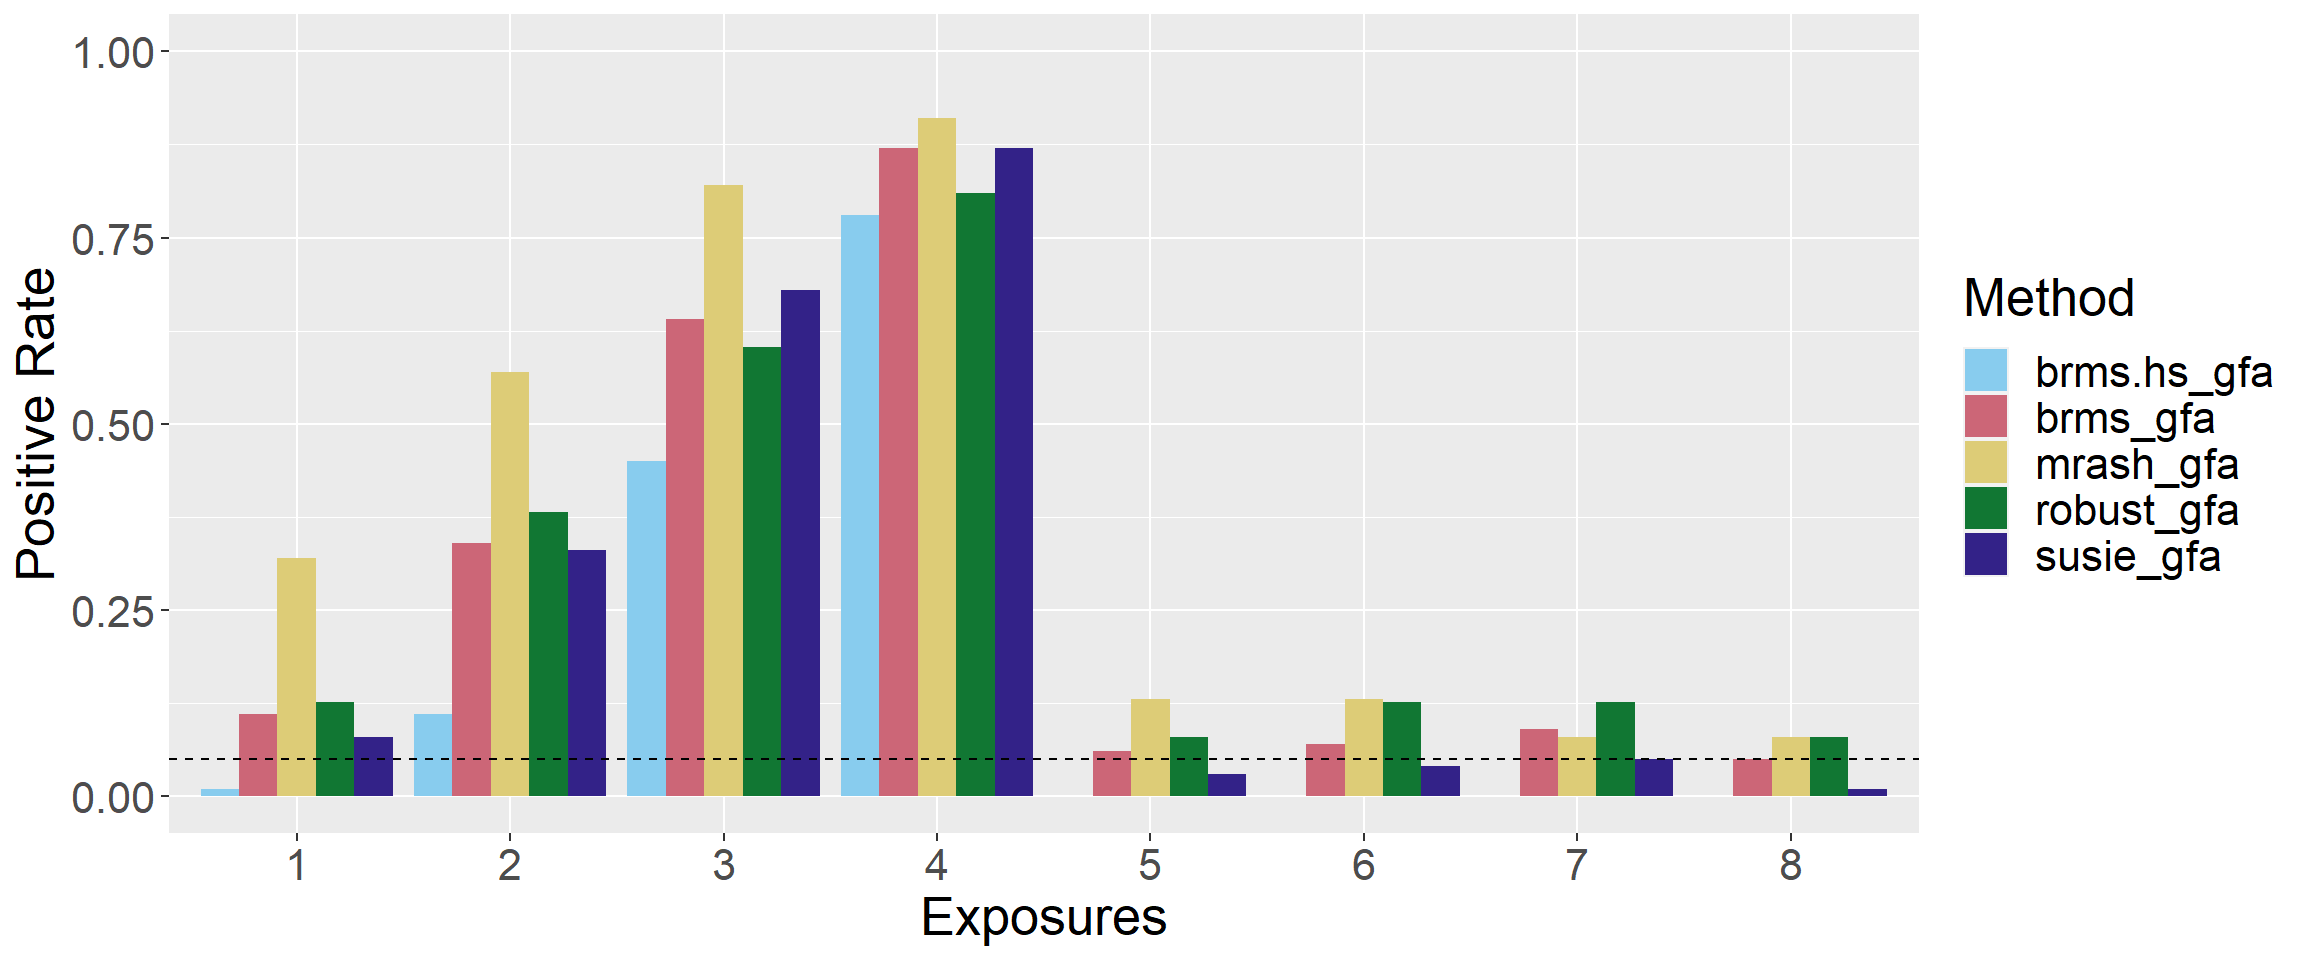 1.00
0.75
0.50
0.25
0.00
Positive Rate
1 2 3 4 5 6 7 8
Exposures
Method
brms.hs_gfa
brms_gfa
mrash_gfa
robust_gfa
susie_gfa